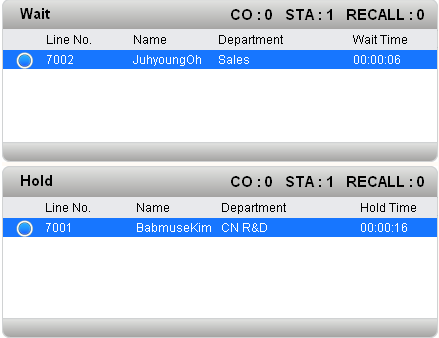 Wait CO : 0 STA : 1 RECALL : 0
Line No. Name Department Wait Time
7002 JuhyoungOh Sales 00:00:06
Hold CO : 0 STA : 1 RECALL : 0
Line No. Name Department Hold Time
7001 BabmuseKim CN R&D 00:00:16